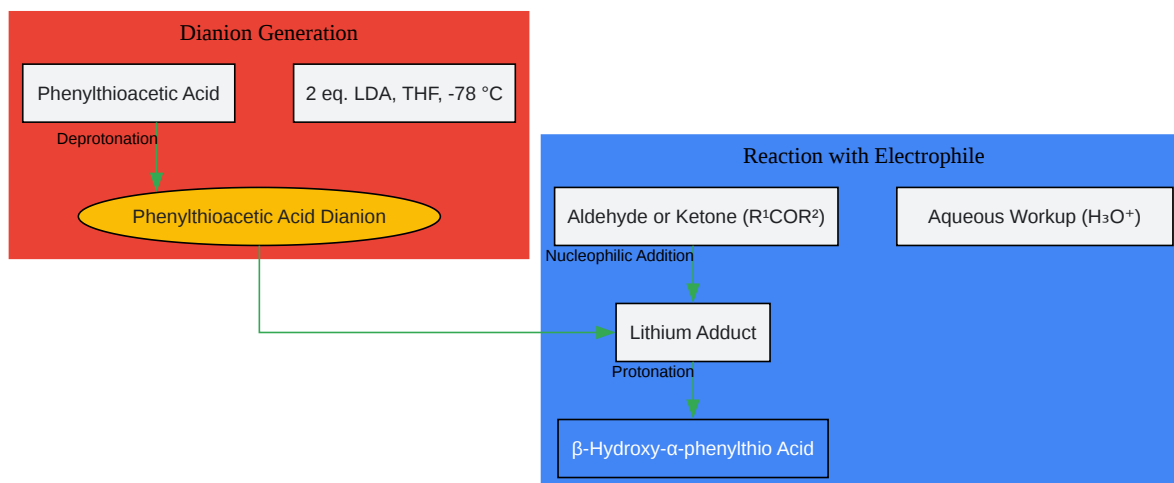 Dianion Generation
Phenylthioacetic Acid
2 eq. LDA, THF, -78 °C
Deprotonation
Phenylthioacetic Acid Dianion
Reaction with Electrophile
Aldehyde or Ketone (R¹COR²)
Aqueous Workup (H₃O⁺)
Nucleophilic Addition
Lithium Adduct
Protonation
β-Hydroxy-α-phenylthio Acid